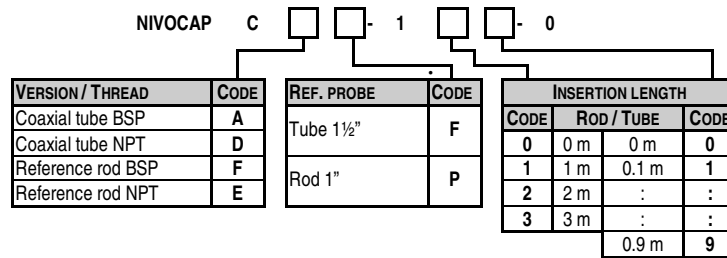 NIVOCAP C - 1 - 0
VERSION / THREAD CODE
Coaxial tube BSP A
Coaxial tube NPT D
Reference rod BSP F
Reference rod NPT E
REF. PROBE CODE
Tube 1½” F
Rod 1” P
INSERTION LENGTH
CODE ROD / TUBE CODE
0 0 m 0 m 0
1 1 m 0.1 m 1
2 2 m : :
3 3 m : :
0.9 m 9